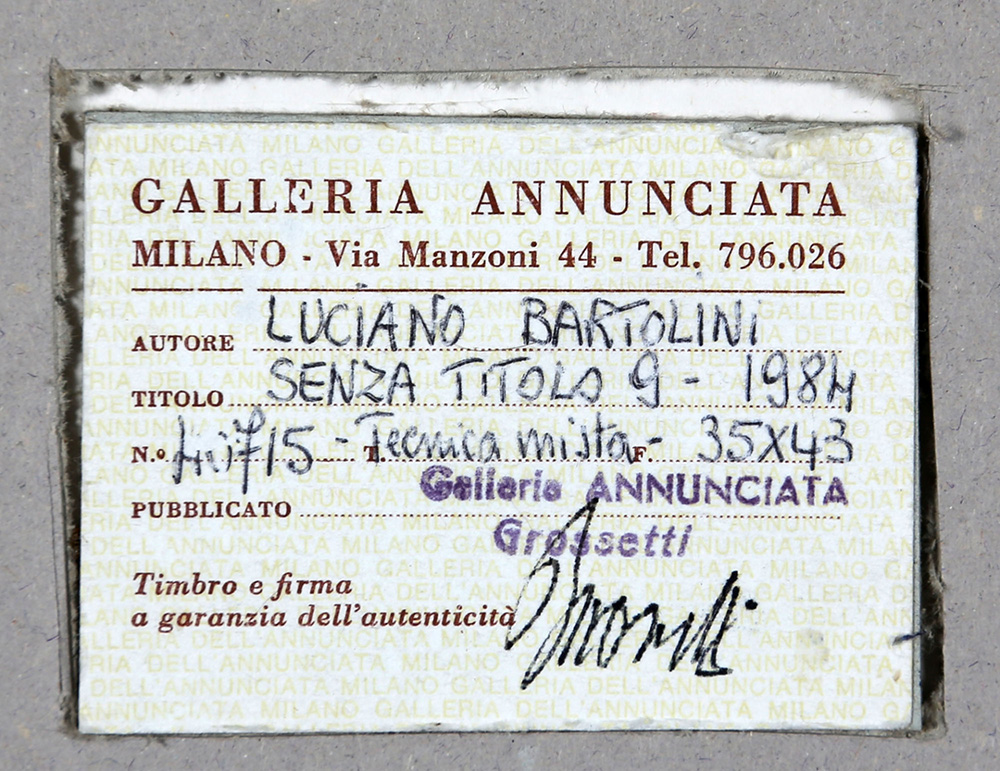 GALLERIA ANNUNCIATA
MILANO - Via Manzoni 44 - Tel. 796.026
AUTORE LUCIANO BARTOLINI
TITOLO SENZA TITOLO 9 - 1984
N.º - Tecnica mista - F. 35X43
Galleria ANNUNCIATA
PUBBLICATO
Grossetti
Timbro e firma
a garanzia dell'autenticità